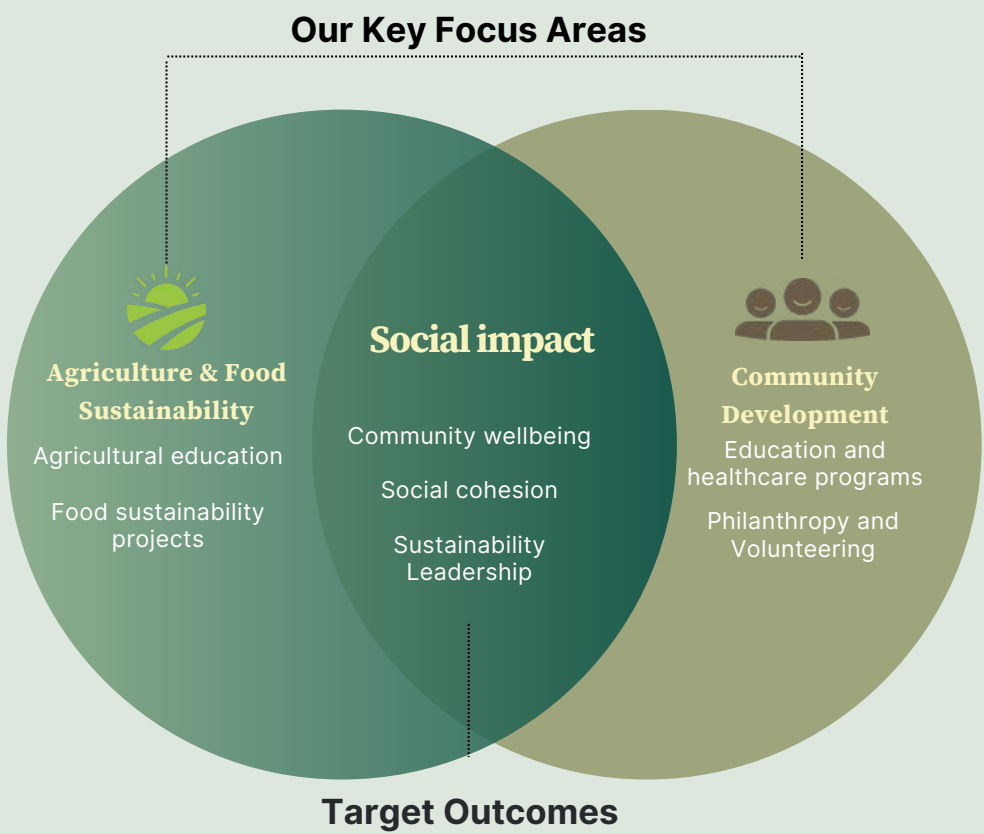 Our Key Focus Areas
Agriculture & Food
Sustainability
Agricultural education
Food sustainability
projects
Social impact
Community wellbeing
Social cohesion
Sustainability
Leadership
Community
Development
Education and
healthcare programs
Philanthropy and
Volunteering
Target Outcomes